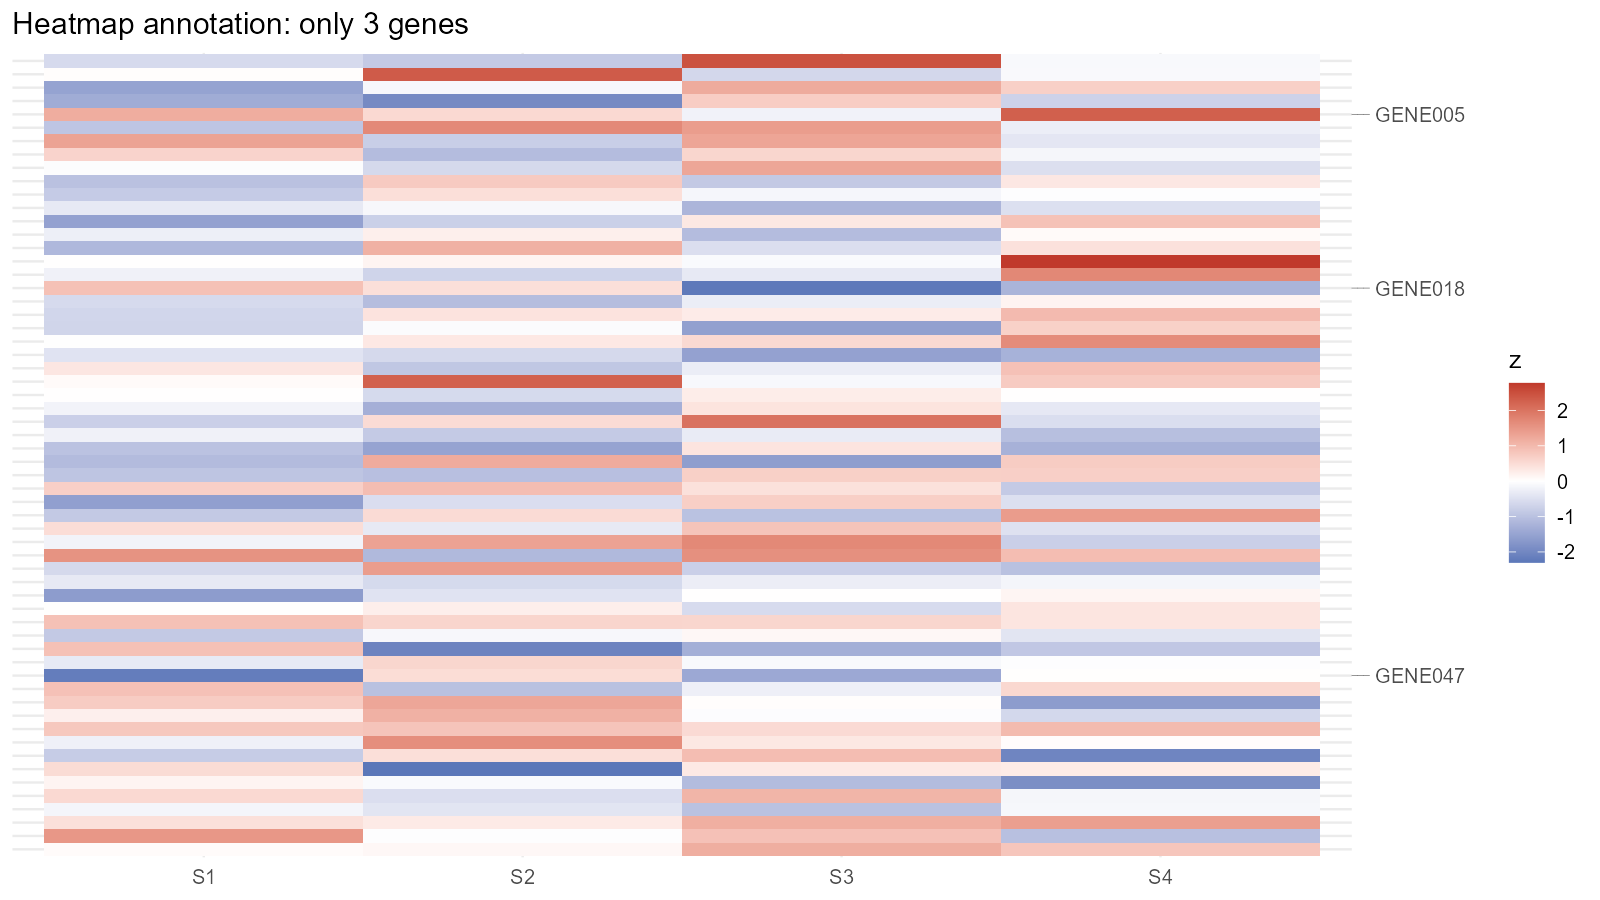 Heatmap annotation: only 3 genes
GENE005
GENE018
GENE047
z
2
1
0
-1
-2
S1
S2
S3
S4